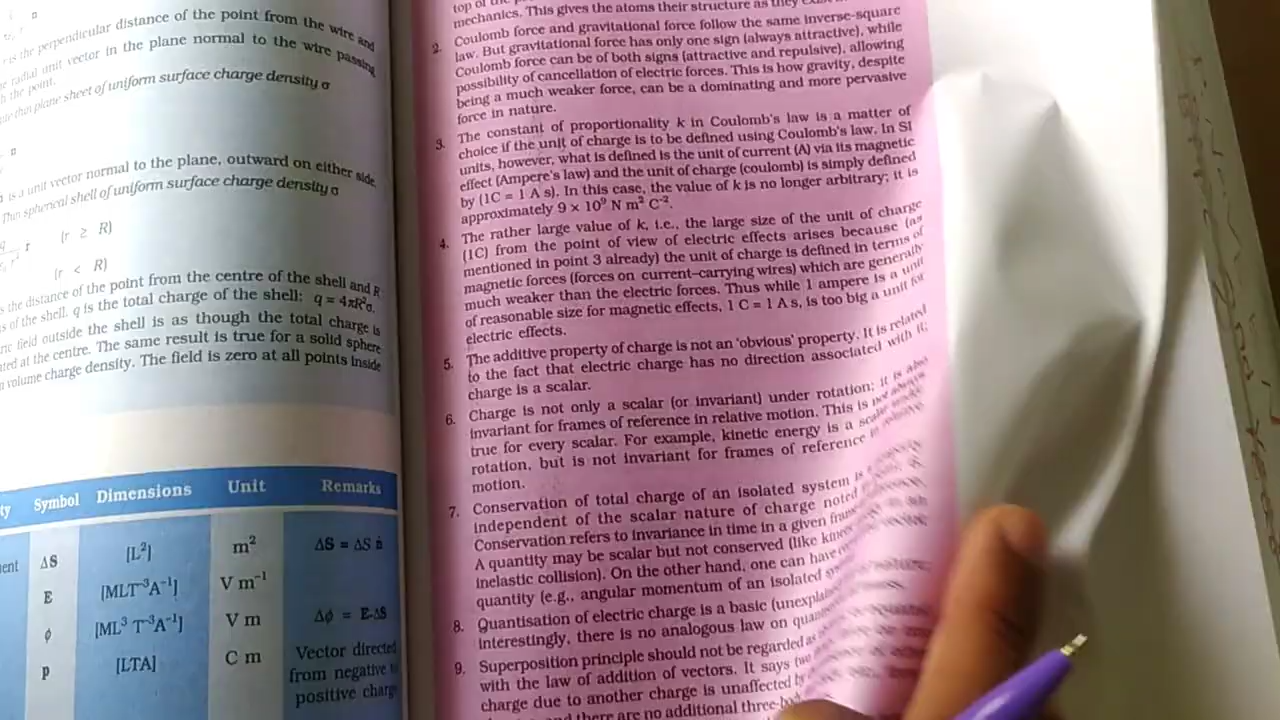 is the perpendicular distance of the point from the wire and
radial unit vector in the plane normal to the wire passing
the point.
thin plane sheet of uniform surface charge density σ
is a unit vector normal to the plane, outward on either side.
Thin spherical shell of uniform surface charge density σ
(r ≥ R)
(r < R)
the distance of the point from the centre of the shell and R
of the shell. q is the total charge of the shell: q = 4πR²σ.
field outside the shell is as though the total charge is
at the centre. The same result is true for a solid sphere
volume charge density. The field is zero at all points inside
Symbol Dimensions Unit Remarks
ΔS [L²] m² ΔS = ΔS n̂
E [MLT⁻³A⁻¹] V m⁻¹
ϕ [ML³ T⁻³A⁻¹] V m Δϕ = E.ΔS
p [LTA] C m Vector directed
from negative
positive
mechanics. This gives the atoms their structure as they
2. Coulomb force and gravitational force follow the same inverse-square
law. But gravitational force has only one sign (always attractive), while
Coulomb force can be of both signs (attractive and repulsive), allowing
possibility of cancellation of electric forces. This is how gravity, despite
being a much weaker force, can be a dominating and more pervasive
force in nature.
3. The constant of proportionality k in Coulomb's law is a matter of
choice if the unit of charge is to be defined using Coulomb's law. In SI
units, however, what is defined is the unit of current (A) via its magnetic
effect (Ampere's law) and the unit of charge (coulomb) is simply defined
by (1C = 1 A s). In this case, the value of k is no longer arbitrary; it is
approximately 9 × 10⁹ N m² C⁻².
4. The rather large value of k, i.e., the large size of the unit of charge
(1C) from the point of view of electric effects arises because (as
mentioned in point 3 already) the unit of charge is defined in terms of
magnetic forces (forces on current–carrying wires) which are generally
much weaker than the electric forces. Thus while 1 ampere is a unit
of reasonable size for magnetic effects, 1 C = 1 A s, is too big a unit for
electric effects.
5. The additive property of charge is not an 'obvious' property. It is related
to the fact that electric charge has no direction associated with it;
charge is a scalar.
6. Charge is not only a scalar (or invariant) under rotation; it is also
invariant for frames of reference in relative motion. This is not always
true for every scalar. For example, kinetic energy is a scalar under
rotation, but is not invariant for frames of reference in relative
motion.
7. Conservation of total charge of an isolated system is a property
independent of the scalar nature of charge noted
Conservation refers to invariance in time in a given
A quantity may be scalar but not conserved (like
inelastic collision). On the other hand, one can have
quantity (e.g., angular momentum of an isolated
8. Quantisation of electric charge is a basic
interestingly, there is no analogous law on
9. Superposition principle should not be regarded as
with the law of addition of vectors. It says
charge due to another charge is unaffected by
there are no additional